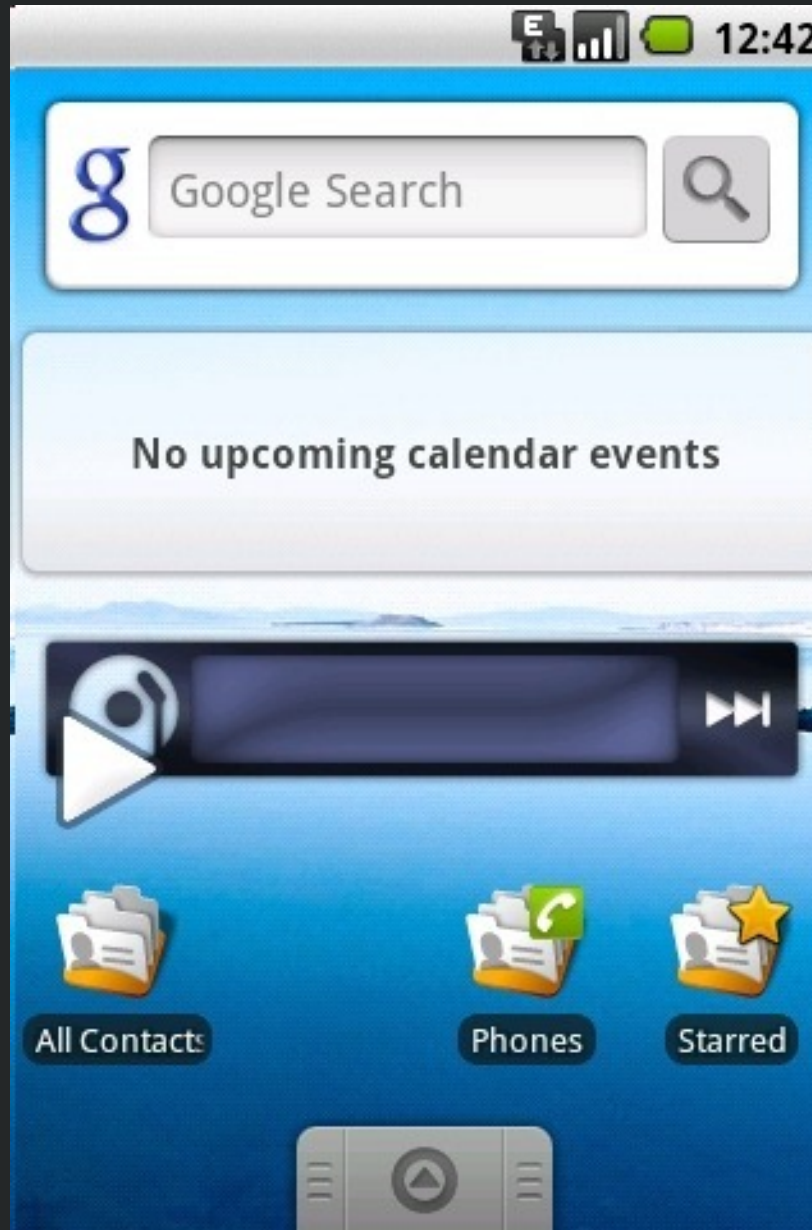 E
12:42
g
Google Search
No upcoming calendar events
All Contacts
Phones
Starred